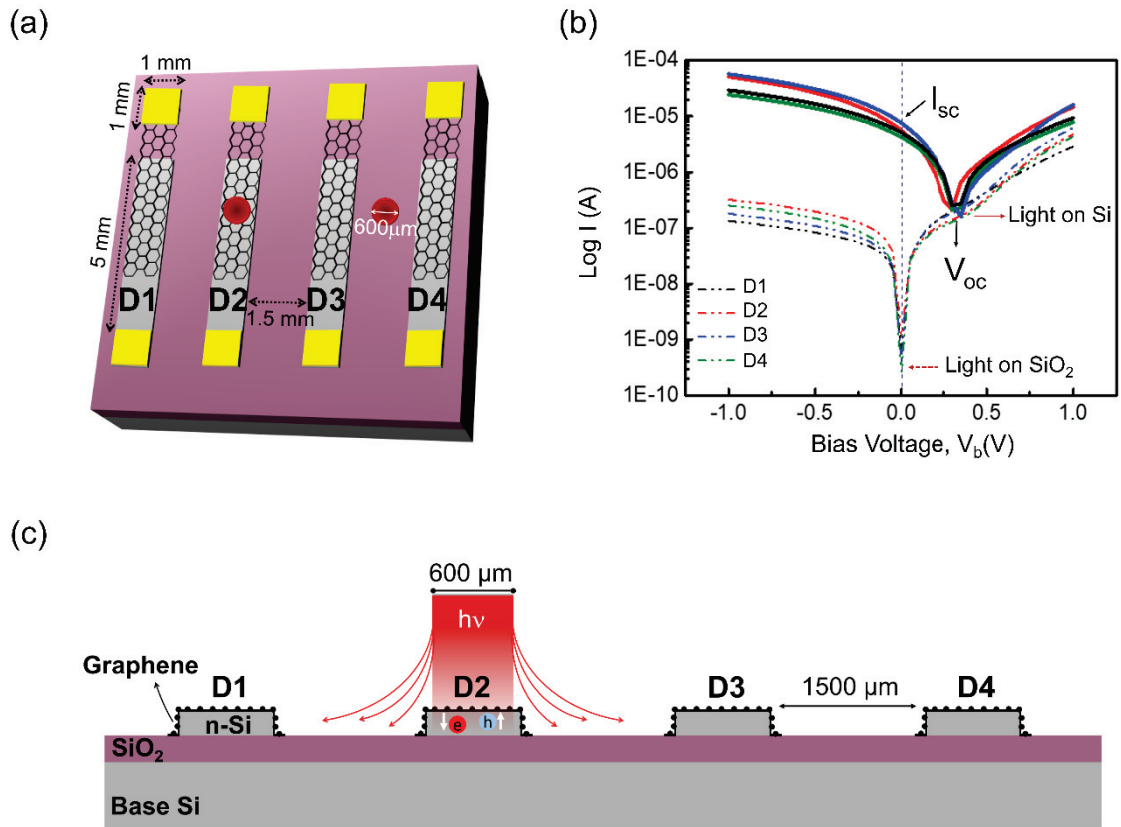 (a)
1 mm
1 mm
5 mm
600μm
D1
D2
D3
D4
1.5 mm
(b)
1E-04
1E-05
1E-06
1E-07
1E-08
1E-09
1E-10
Log I (A)
Isc
Light on Si
Voc
D1
D2
D3
D4
Light on SiO2
-1.0
-0.5
0.0
0.5
1.0
Bias Voltage, Vb(V)
(c)
600 μm
hν
Graphene
D1
D2
D3
1500 μm
D4
n-Si
e
h
SiO2
Base Si